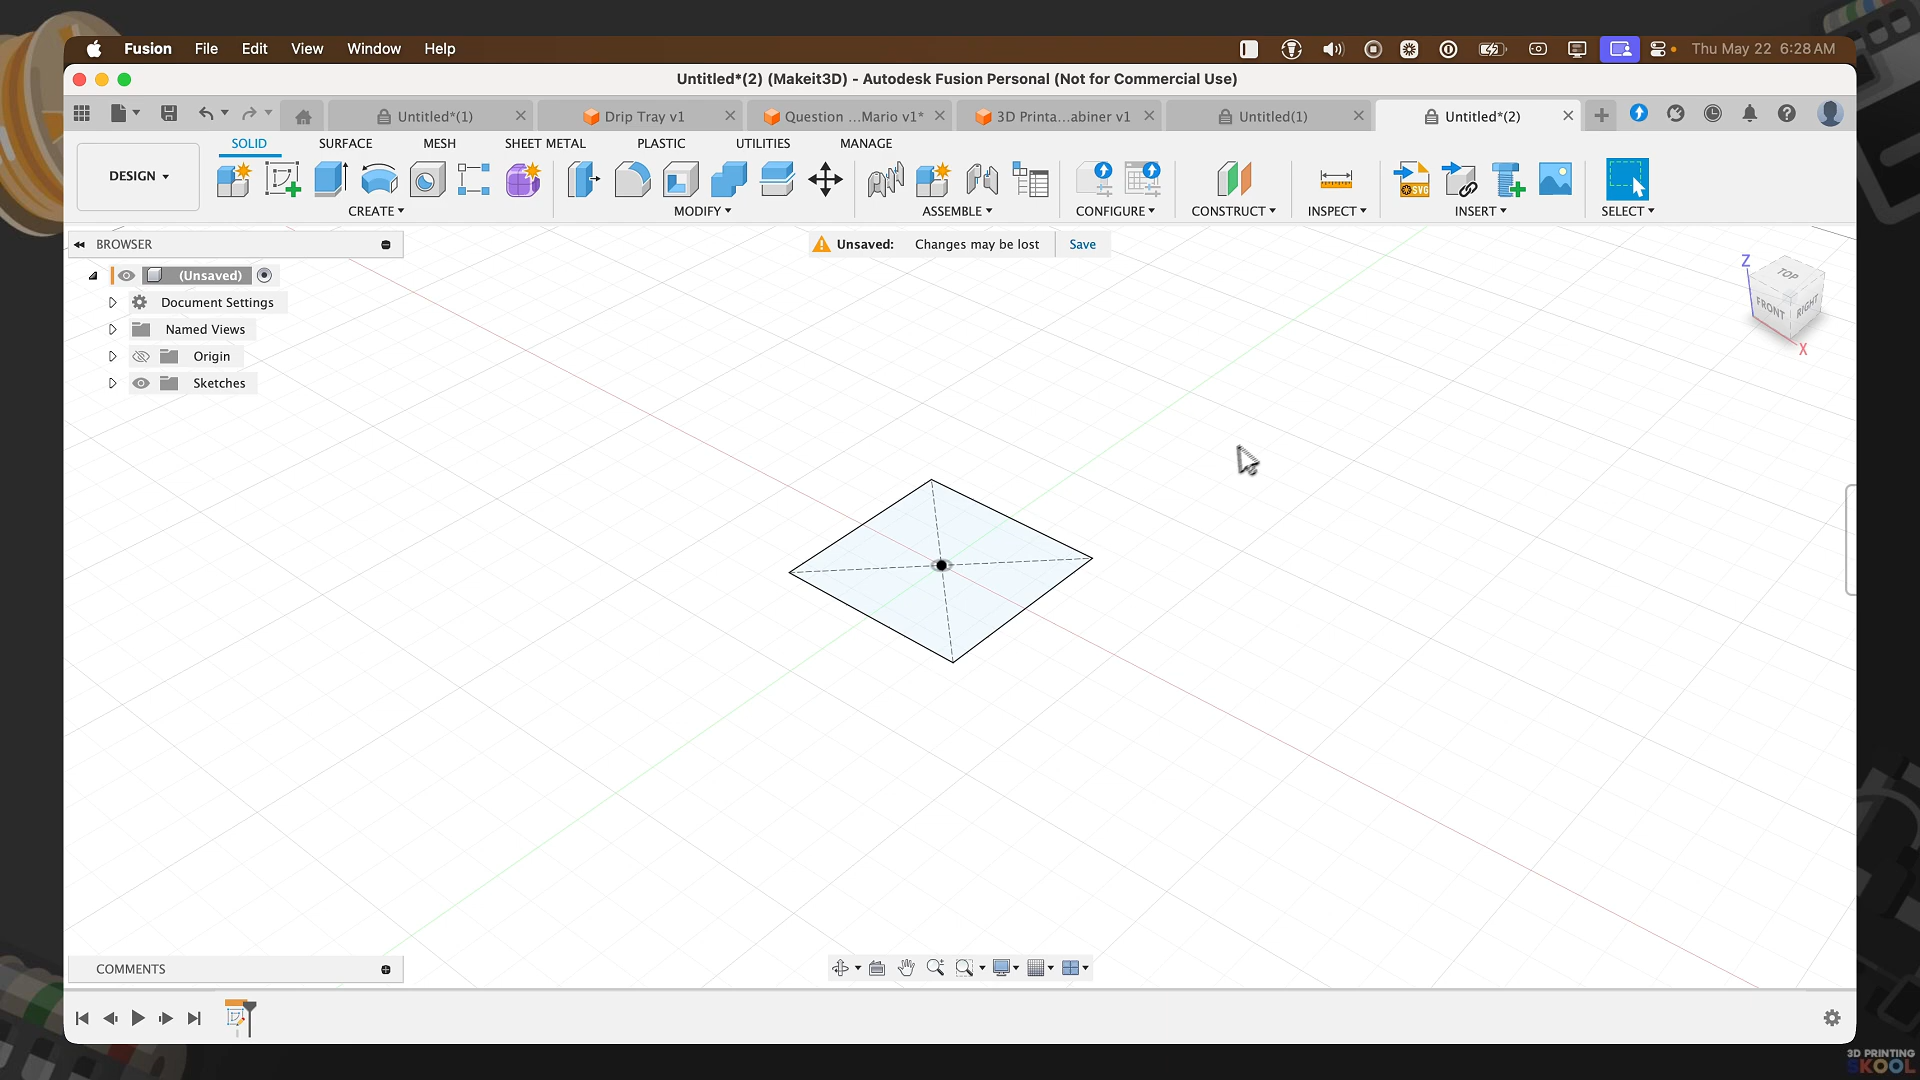 Fusion File Edit View Window Help Thu May 22 6:28 AM
Untitled*(2) (Makeit3D) - Autodesk Fusion Personal (Not for Commercial Use)
Untitled*(1) Drip Tray v1 Question ...Mario v1* 3D Printa...abiner v1 Untitled(1) Untitled*(2)
SOLID SURFACE MESH SHEET METAL PLASTIC UTILITIES MANAGE
DESIGN
SVG
CREATE MODIFY ASSEMBLE CONFIGURE CONSTRUCT INSPECT INSERT SELECT
BROWSER
Unsaved: Changes may be lost Save
(Unsaved)
Document Settings
Named Views
Origin
Sketches
Z
TOP
FRONT RIGHT
X
COMMENTS
3D PRINTING
SKOOL